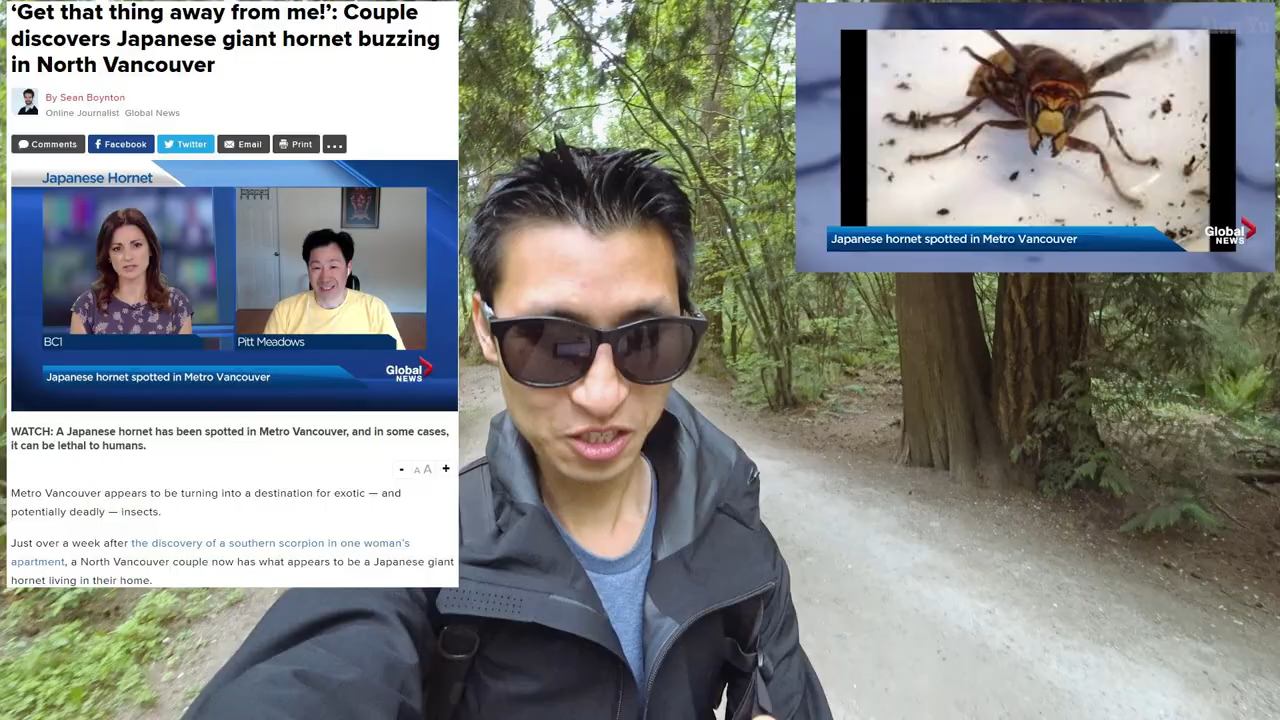 ‘Get that thing away from me!’: Couple
discovers Japanese giant hornet buzzing
in North Vancouver
By Sean Boynton
Online Journalist Global News
Comments
Facebook
Twitter
Email
Print
...
Japanese Hornet
BC1
Pitt Meadows
Global
NEWS
Japanese hornet spotted in Metro Vancouver
WATCH: A Japanese hornet has been spotted in Metro Vancouver, and in some cases,
it can be lethal to humans.
- A A +
Metro Vancouver appears to be turning into a destination for exotic — and
potentially deadly — insects.
Just over a week after the discovery of a southern scorpion in one woman’s
apartment, a North Vancouver couple now has what appears to be a Japanese giant
hornet living in their home.
Japanese hornet spotted in Metro Vancouver
Global
NEWS